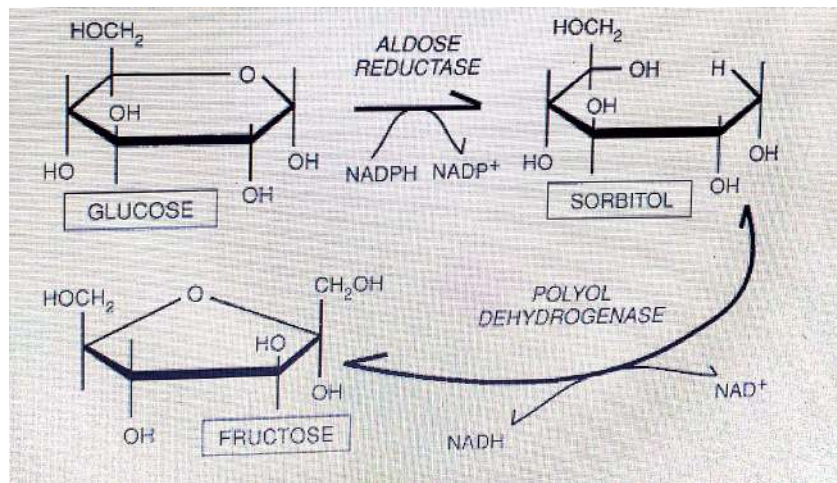 HOCH2
O
OH
HO
OH
OH
GLUCOSE
ALDOSE
REDUCTASE
NADPH
NADP+
HOCH2
OH
H
OH
HO
OH
OH
SORBITOL
POLYOL
DEHYDROGENASE
NAD+
NADH
HOCH2
O
CH2OH
HO
OH
OH
FRUCTOSE